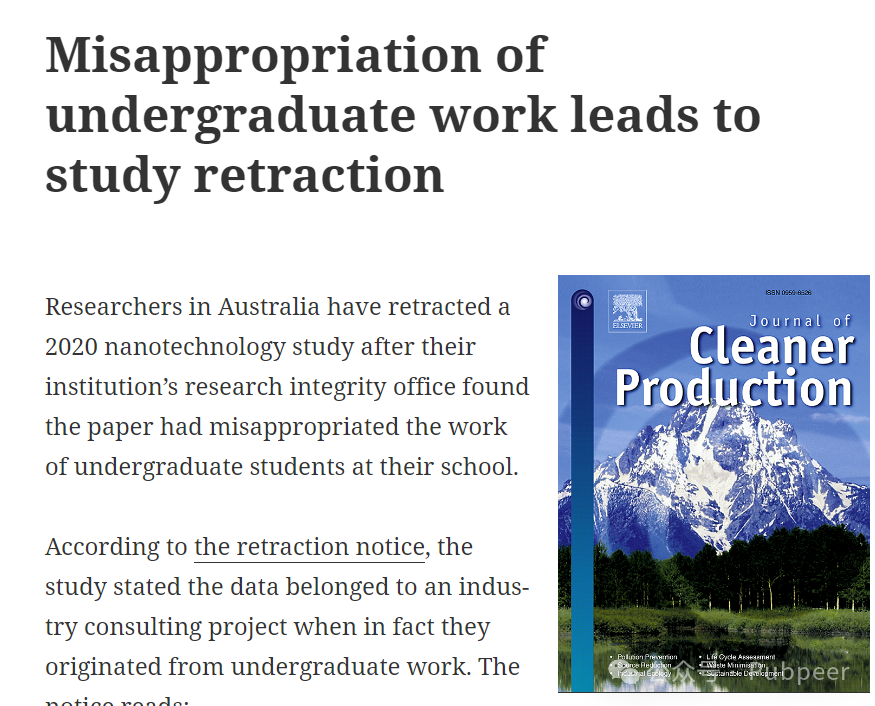 Misappropriation of
undergraduate work leads to
study retraction
Researchers in Australia have retracted a
2020 nanotechnology study after their
institution’s research integrity office found
the paper had misappropriated the work
of undergraduate students at their school.
According to the retraction notice, the
study stated the data belonged to an indus-
try consulting project when in fact they
originated from undergraduate work. The
notice reads:
ISSN 0959-6526
ELSEVIER
Journal of
Cleaner
Production
• Pollution Prevention
• Source Reduction
• Industrial Ecology
• Life Cycle Assessment
• Waste Minimisation
• Sustainable Development